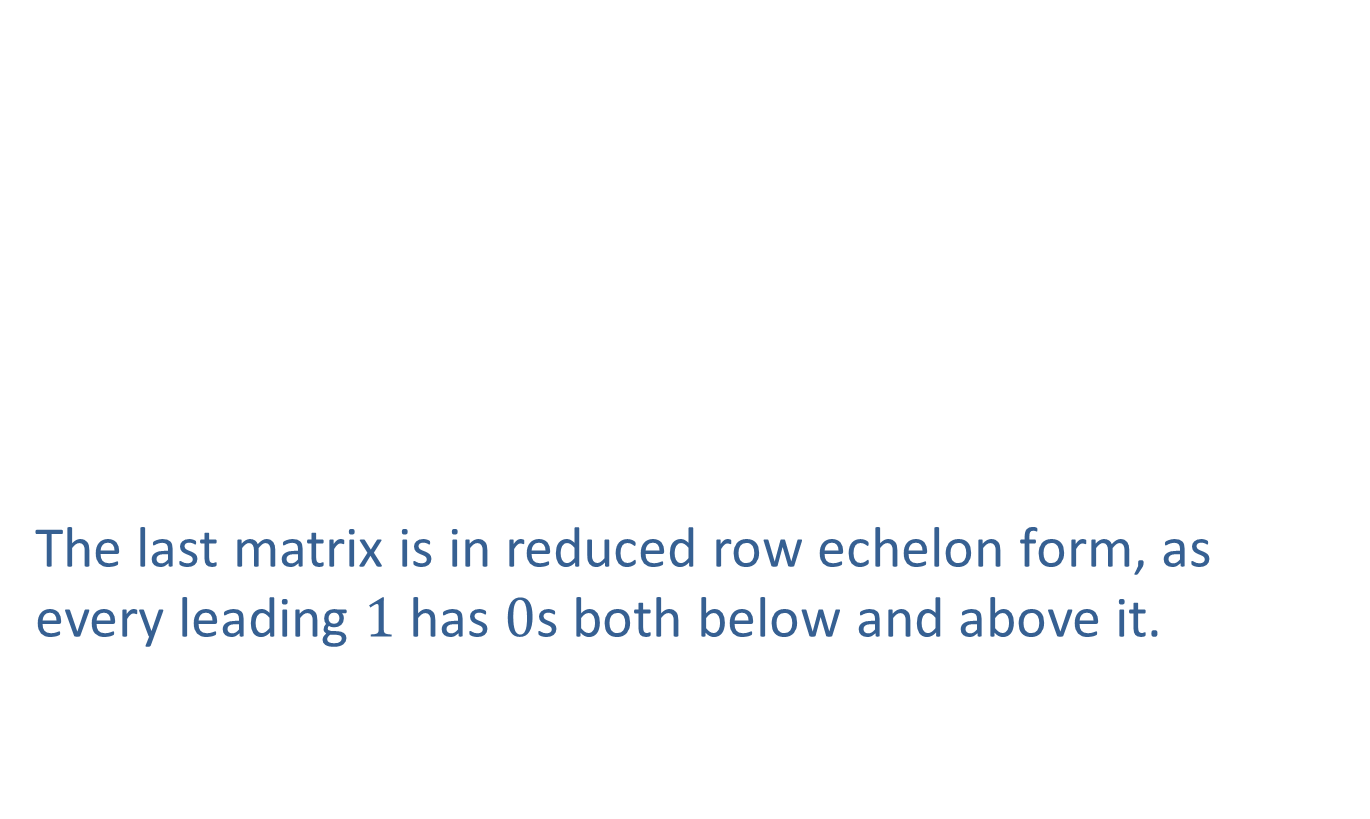 The last matrix is in reduced row echelon form, as
every leading 1 has 0s both below and above it.